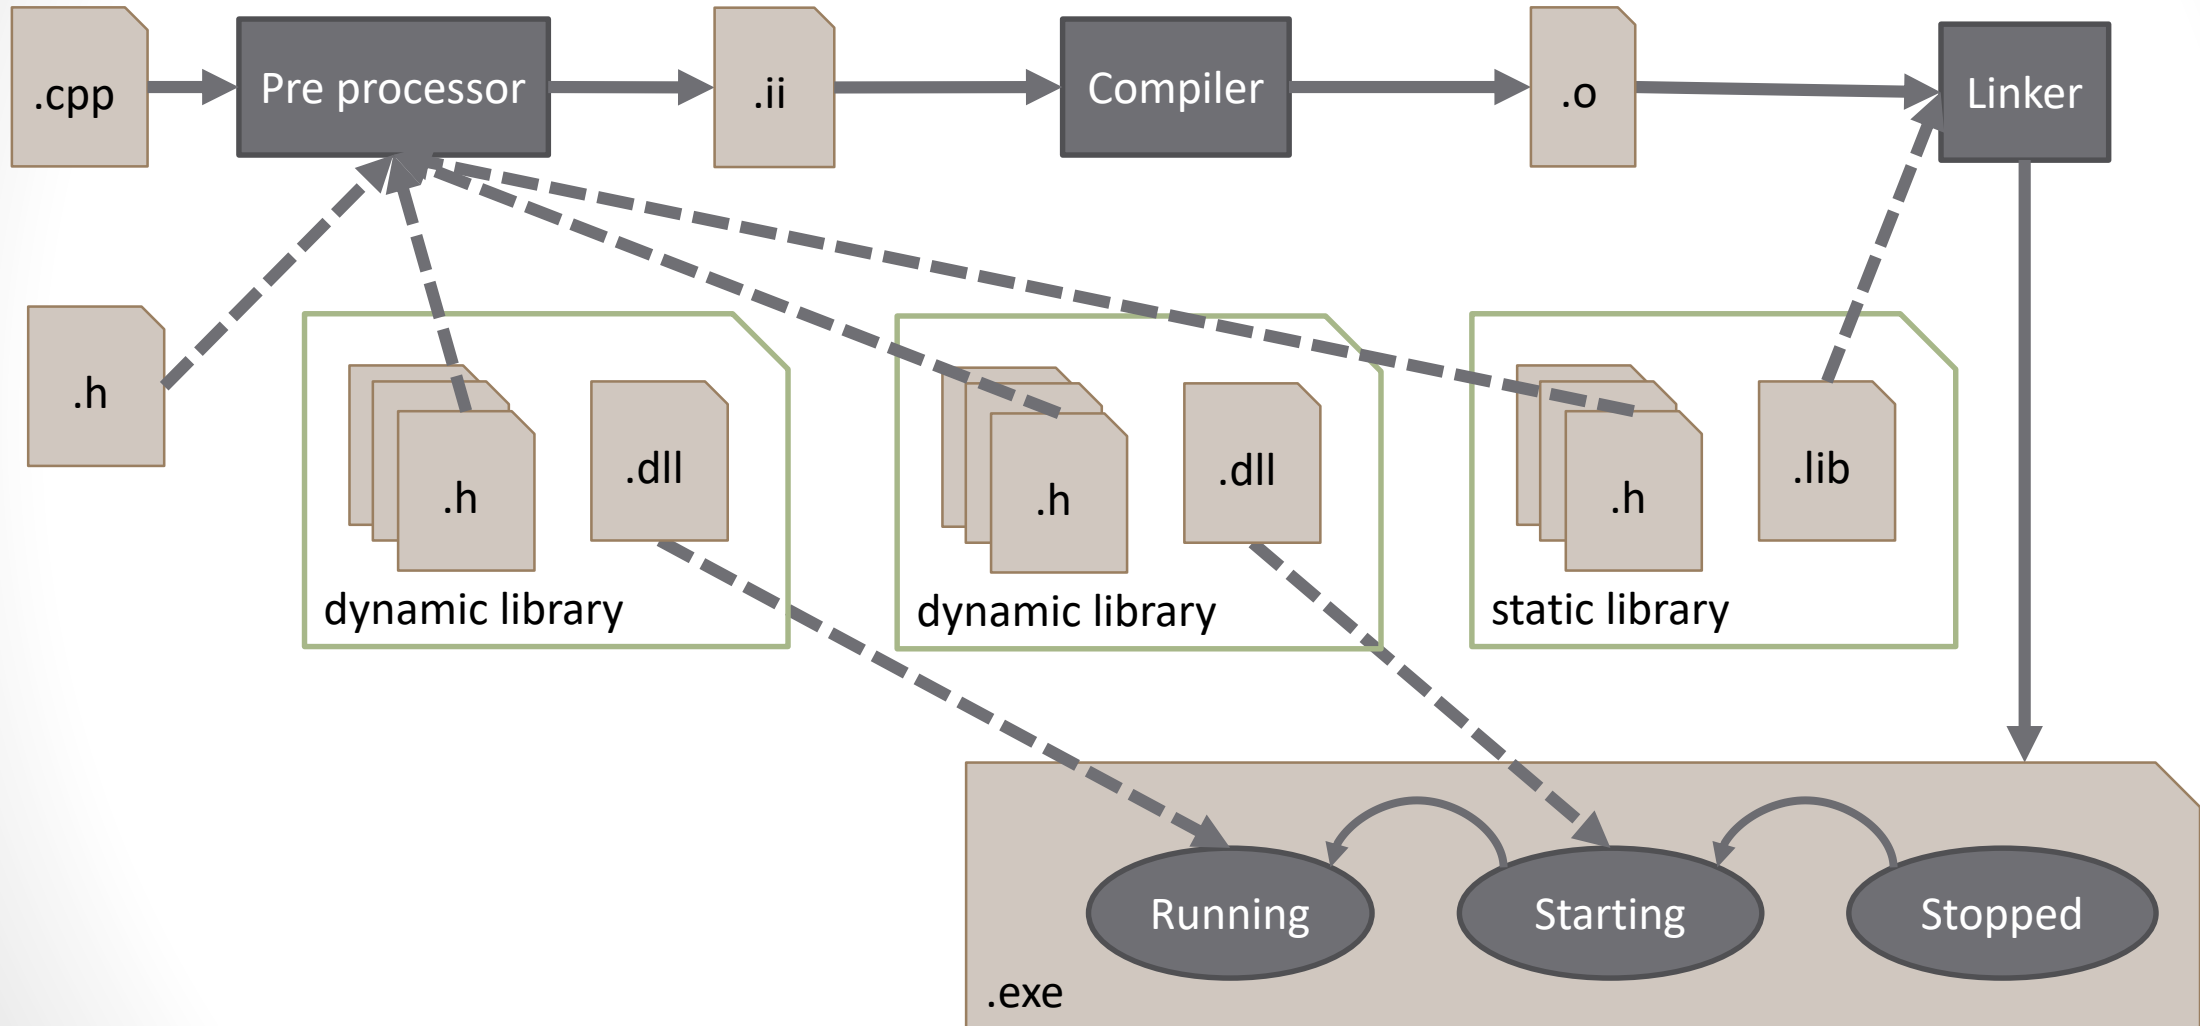 .cpp
Pre processor
.ii
Compiler
.o
Linker
.h
.h
.dll
dynamic library
.h
.dll
dynamic library
.h
.lib
static library
Running
Starting
Stopped
.exe